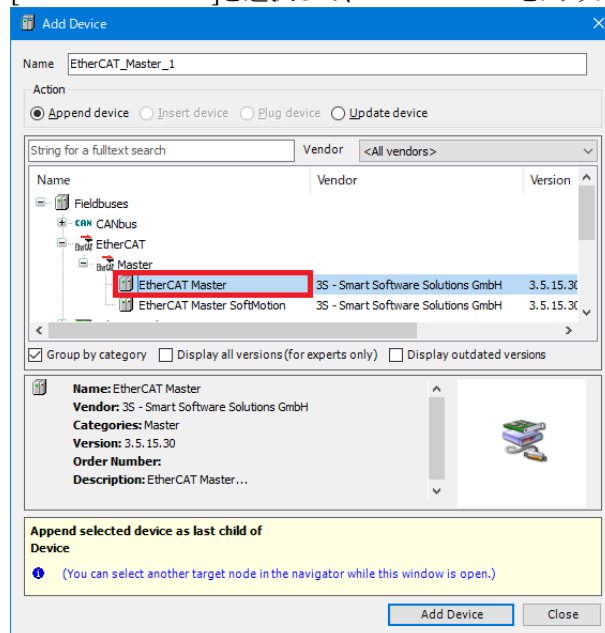 Add Device
Name EtherCAT_Master_1
Action
Append device Insert device Plug device Update device
String for a fulltext search Vendor <All vendors>
Name Vendor Version
Fieldbuses
CAN CANbus
EtherCAT
Master
EtherCAT Master 3S - Smart Software Solutions GmbH 3.5.15.30
EtherCAT Master SoftMotion 3S - Smart Software Solutions GmbH 3.5.15.30
Group by category Display all versions (for experts only) Display outdated versions
Name: EtherCAT Master
Vendor: 3S - Smart Software Solutions GmbH
Categories: Master
Version: 3.5.15.30
Order Number:
Description: EtherCAT Master...
Append selected device as last child of
Device
(You can select another target node in the navigator while this window is open.)
Add Device Close